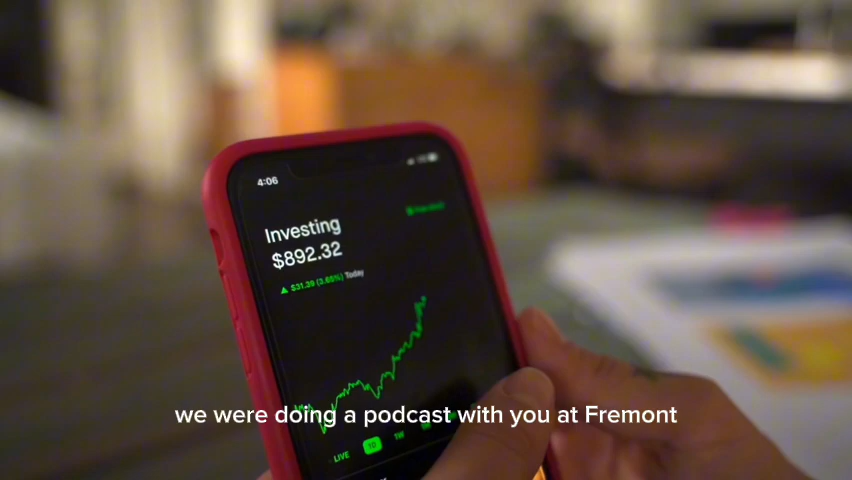 4:06
Investing
$892.32
▲ $31.39 (3.65%) Today
LIVE
1D
1W
we were doing a podcast with you at Fremont